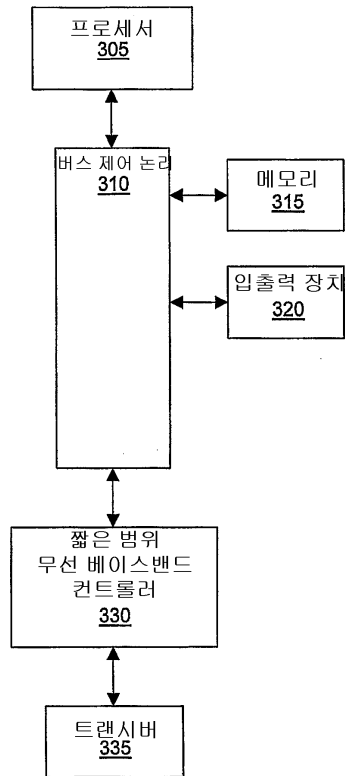 프로세서
305
버스 제어 논리
310
메모리
315
입출력 장치
320
짧은 범위
무선 베이스밴드
컨트롤러
330
트랜시버
335